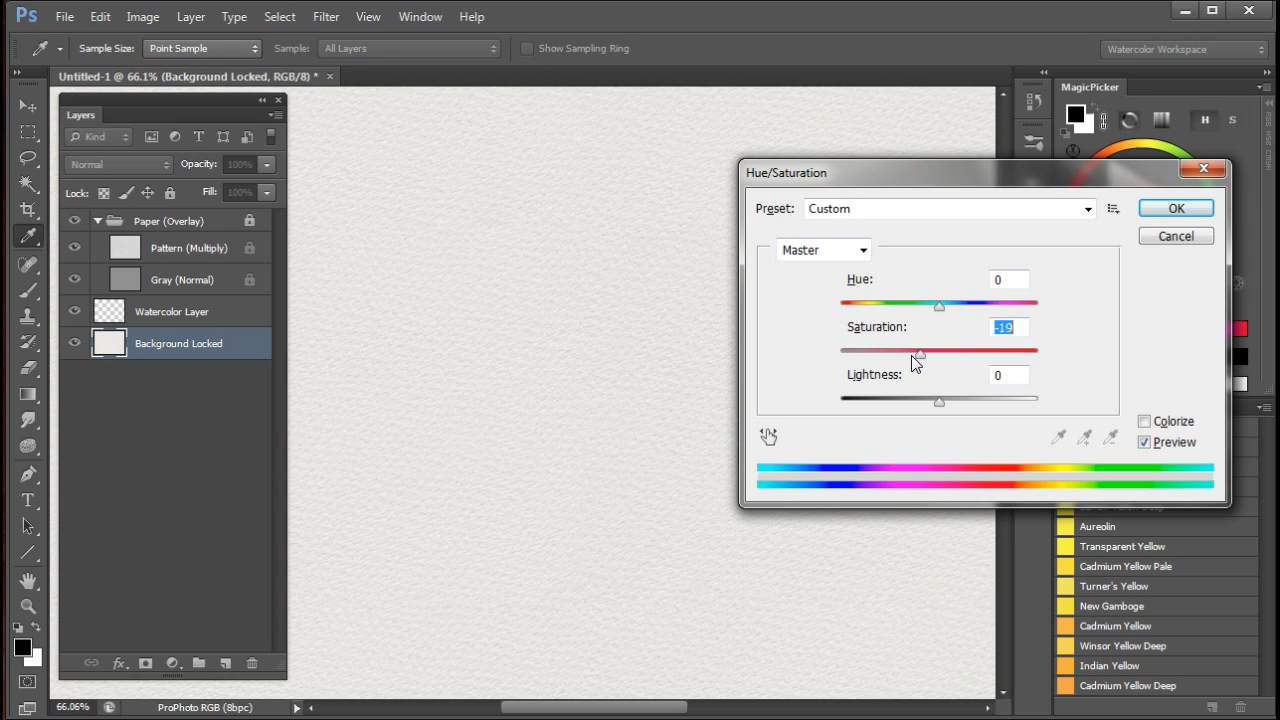 Ps File Edit Image Layer Type Select Filter View Window Help
Sample Size: Point Sample Sample: All Layers Show Sampling Ring Watercolor Workspace
Untitled-1 @ 66.1% (Background Locked, RGB/8) * ×
Layers
Kind
Normal Opacity: 100%
Lock: Fill: 100%
Paper (Overlay)
Pattern (Multiply)
Gray (Normal)
Watercolor Layer
Background Locked
fx
66.06% ProPhoto RGB (8bpc)
Hue/Saturation
Preset: Custom OK
Cancel
Master
Hue: 0
Saturation: -19
Lightness: 0
Colorize
Preview
MagicPicker
H S
Aureolin
Transparent Yellow
Cadmium Yellow Pale
Turner's Yellow
New Gamboge
Cadmium Yellow
Winsor Yellow Deep
Indian Yellow
Cadmium Yellow Deep